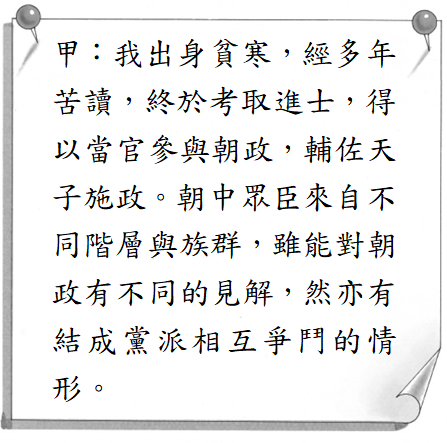 甲：我出身貧寒，經多年
苦讀，終於考取進士，得
以當官參與朝政，輔佐天
子施政。朝中眾臣來自不
同階層與族群，雖能對朝
政有不同的見解，然亦有
結成黨派相互爭鬥的情
形。